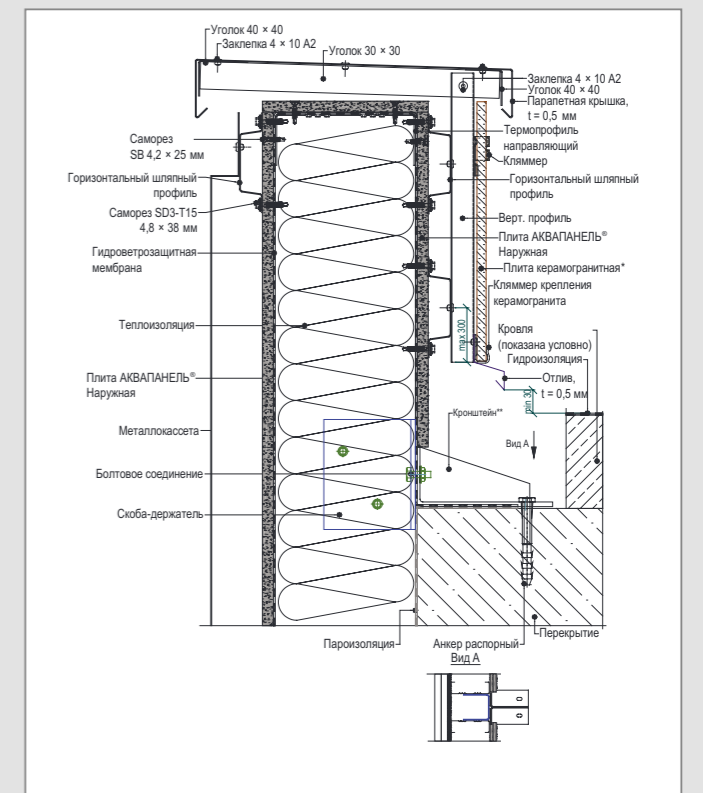 Уголок 40 × 40
Заклепка 4 × 10 А2
Уголок 30 × 30
Заклепка 4 × 10 А2
Уголок 40 × 40
Парапетная крышка,
t = 0,5 мм
Термопрофиль
направляющий
Кляммер
Горизонтальный шляпный
профиль
Верт. профиль
Плита АКВАПАНЕЛЬ®
Наружная
Плита керамогранитная*
Кляммер крепления
керамогранита
Кровля
(показана условно)
Гидроизоляция
Отлив,
t = 0,5 мм
max 300
min 30
Кронштейн**
Вид А
Саморез
SB 4,2 × 25 мм
Горизонтальный шляпный
профиль
Саморез SD3-T15
4,8 × 38 мм
Гидроветрозащитная
мембрана
Теплоизоляция
Плита АКВАПАНЕЛЬ®
Наружная
Металлокассета
Болтовое соединение
Скоба-держатель
Пароизоляция
Анкер распорный
Перекрытие
Вид А